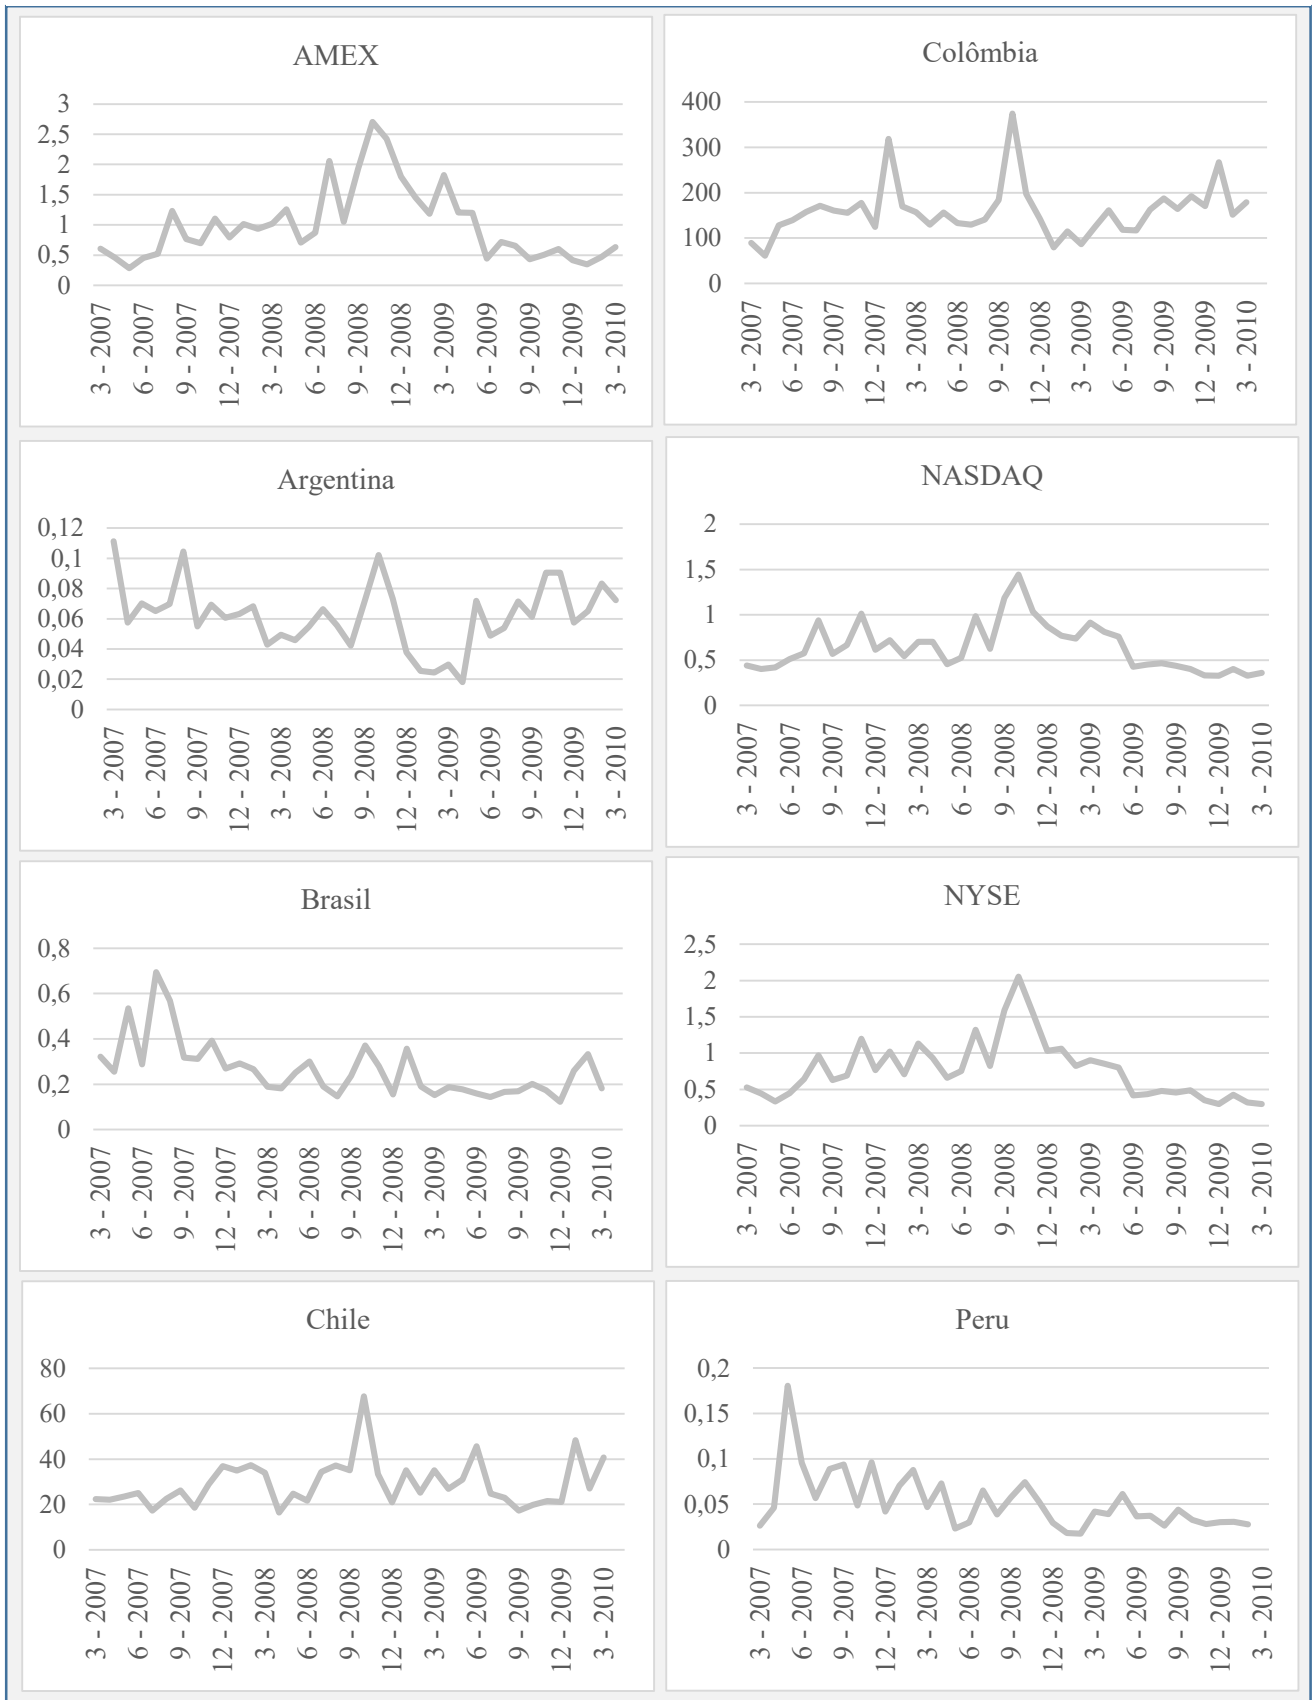 AMEX
3
2,5
2
1,5
1
0,5
0
3 - 2007
6 - 2007
9 - 2007
12 - 2007
3 - 2008
6 - 2008
9 - 2008
12 - 2008
3 - 2009
6 - 2009
9 - 2009
12 - 2009
3 - 2010
Colômbia
400
300
200
100
0
3 - 2007
6 - 2007
9 - 2007
12 - 2007
3 - 2008
6 - 2008
9 - 2008
12 - 2008
3 - 2009
6 - 2009
9 - 2009
12 - 2009
3 - 2010
Argentina
0,12
0,1
0,08
0,06
0,04
0,02
0
3 - 2007
6 - 2007
9 - 2007
12 - 2007
3 - 2008
6 - 2008
9 - 2008
12 - 2008
3 - 2009
6 - 2009
9 - 2009
12 - 2009
3 - 2010
NASDAQ
2
1,5
1
0,5
0
3 - 2007
6 - 2007
9 - 2007
12 - 2007
3 - 2008
6 - 2008
9 - 2008
12 - 2008
3 - 2009
6 - 2009
9 - 2009
12 - 2009
3 - 2010
Brasil
0,8
0,6
0,4
0,2
0
3 - 2007
6 - 2007
9 - 2007
12 - 2007
3 - 2008
6 - 2008
9 - 2008
12 - 2008
3 - 2009
6 - 2009
9 - 2009
12 - 2009
3 - 2010
NYSE
2,5
2
1,5
1
0,5
0
3 - 2007
6 - 2007
9 - 2007
12 - 2007
3 - 2008
6 - 2008
9 - 2008
12 - 2008
3 - 2009
6 - 2009
9 - 2009
12 - 2009
3 - 2010
Chile
80
60
40
20
0
3 - 2007
6 - 2007
9 - 2007
12 - 2007
3 - 2008
6 - 2008
9 - 2008
12 - 2008
3 - 2009
6 - 2009
9 - 2009
12 - 2009
3 - 2010
Peru
0,2
0,15
0,1
0,05
0
3 - 2007
6 - 2007
9 - 2007
12 - 2007
3 - 2008
6 - 2008
9 - 2008
12 - 2008
3 - 2009
6 - 2009
9 - 2009
12 - 2009
3 - 2010